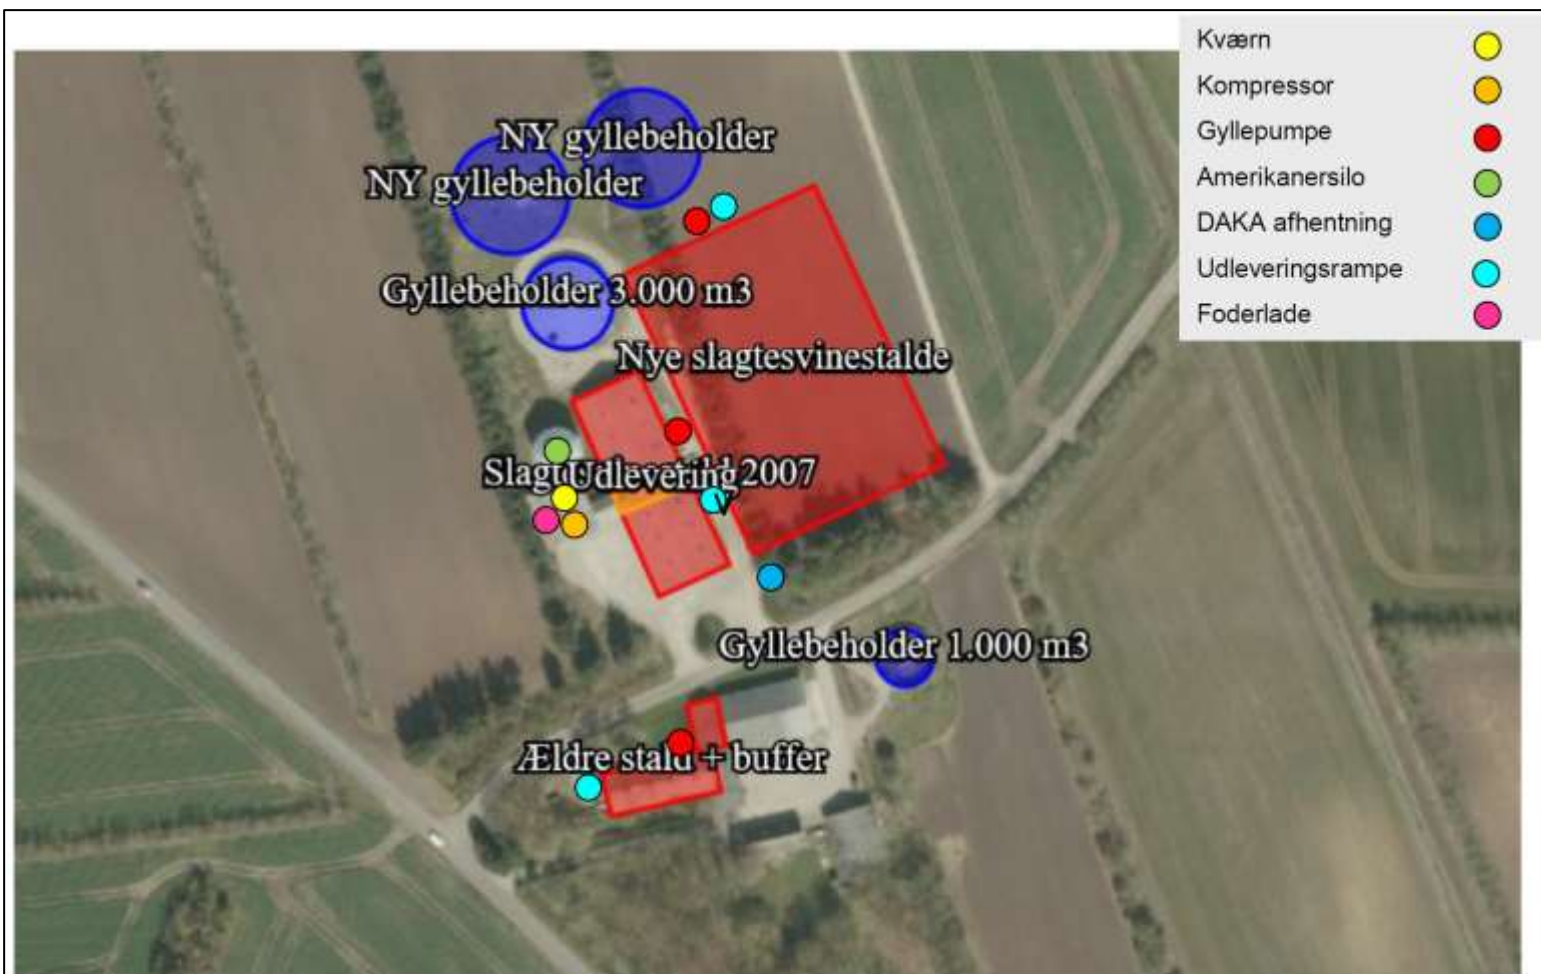 Kværn
Kompressor
Gyllepumpe
Amerikanersilo
DAKA afhentning
Udleveringsrampe
Foderlade
NY gyllebeholder
NY gyllebeholder
Gyllebeholder 3.000 m3
Nye slagtesvinestalde
Udlevering 2007
Gyllebeholder 1.000 m3
Ældre stald + buffer